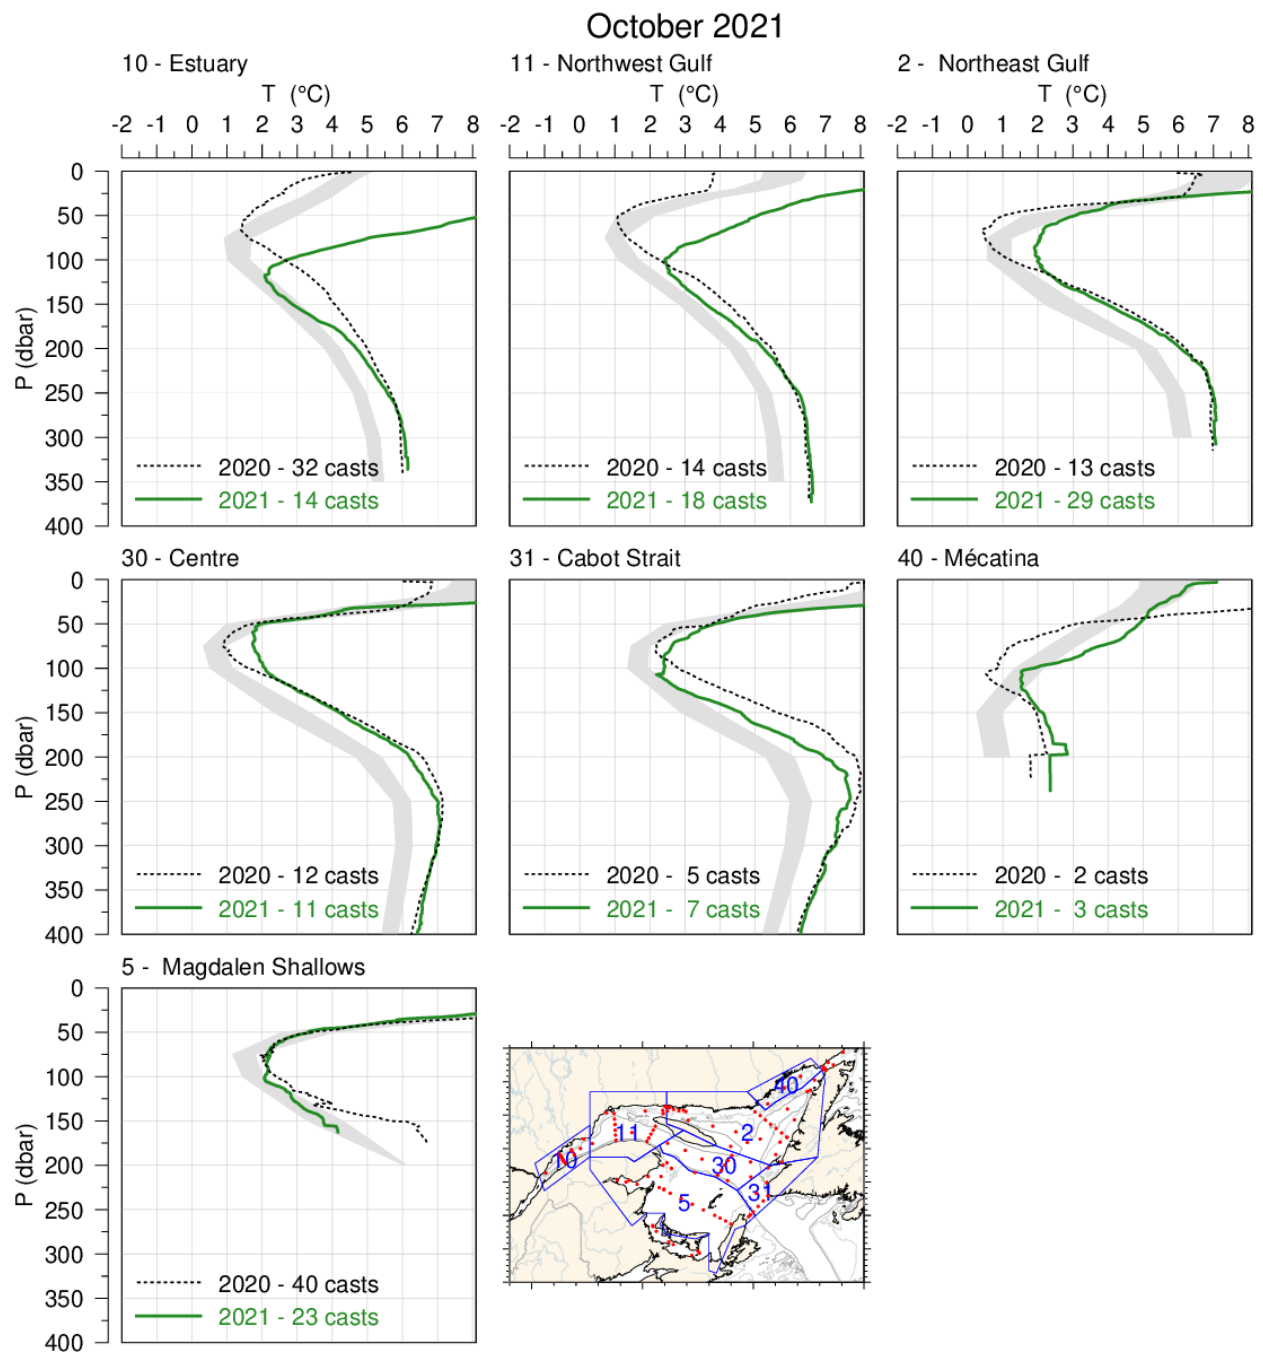 October 2021
10 - Estuary
11 - Northwest Gulf
2 - Northeast Gulf
T (°C)
T (°C)
T (°C)
-2 -1 0 1 2 3 4 5 6 7 8
-2 -1 0 1 2 3 4 5 6 7 8
-2 -1 0 1 2 3 4 5 6 7 8
P (dbar)
0
50
100
150
200
250
300
350
400
2020 - 32 casts
2021 - 14 casts
2020 - 14 casts
2021 - 18 casts
2020 - 13 casts
2021 - 29 casts
30 - Centre
31 - Cabot Strait
40 - Mécatina
P (dbar)
0
50
100
150
200
250
300
350
400
2020 - 12 casts
2021 - 11 casts
2020 - 5 casts
2021 - 7 casts
2020 - 2 casts
2021 - 3 casts
5 - Magdalen Shallows
P (dbar)
0
50
100
150
200
250
300
350
400
2020 - 40 casts
2021 - 23 casts
40
11
2
10
30
31
5